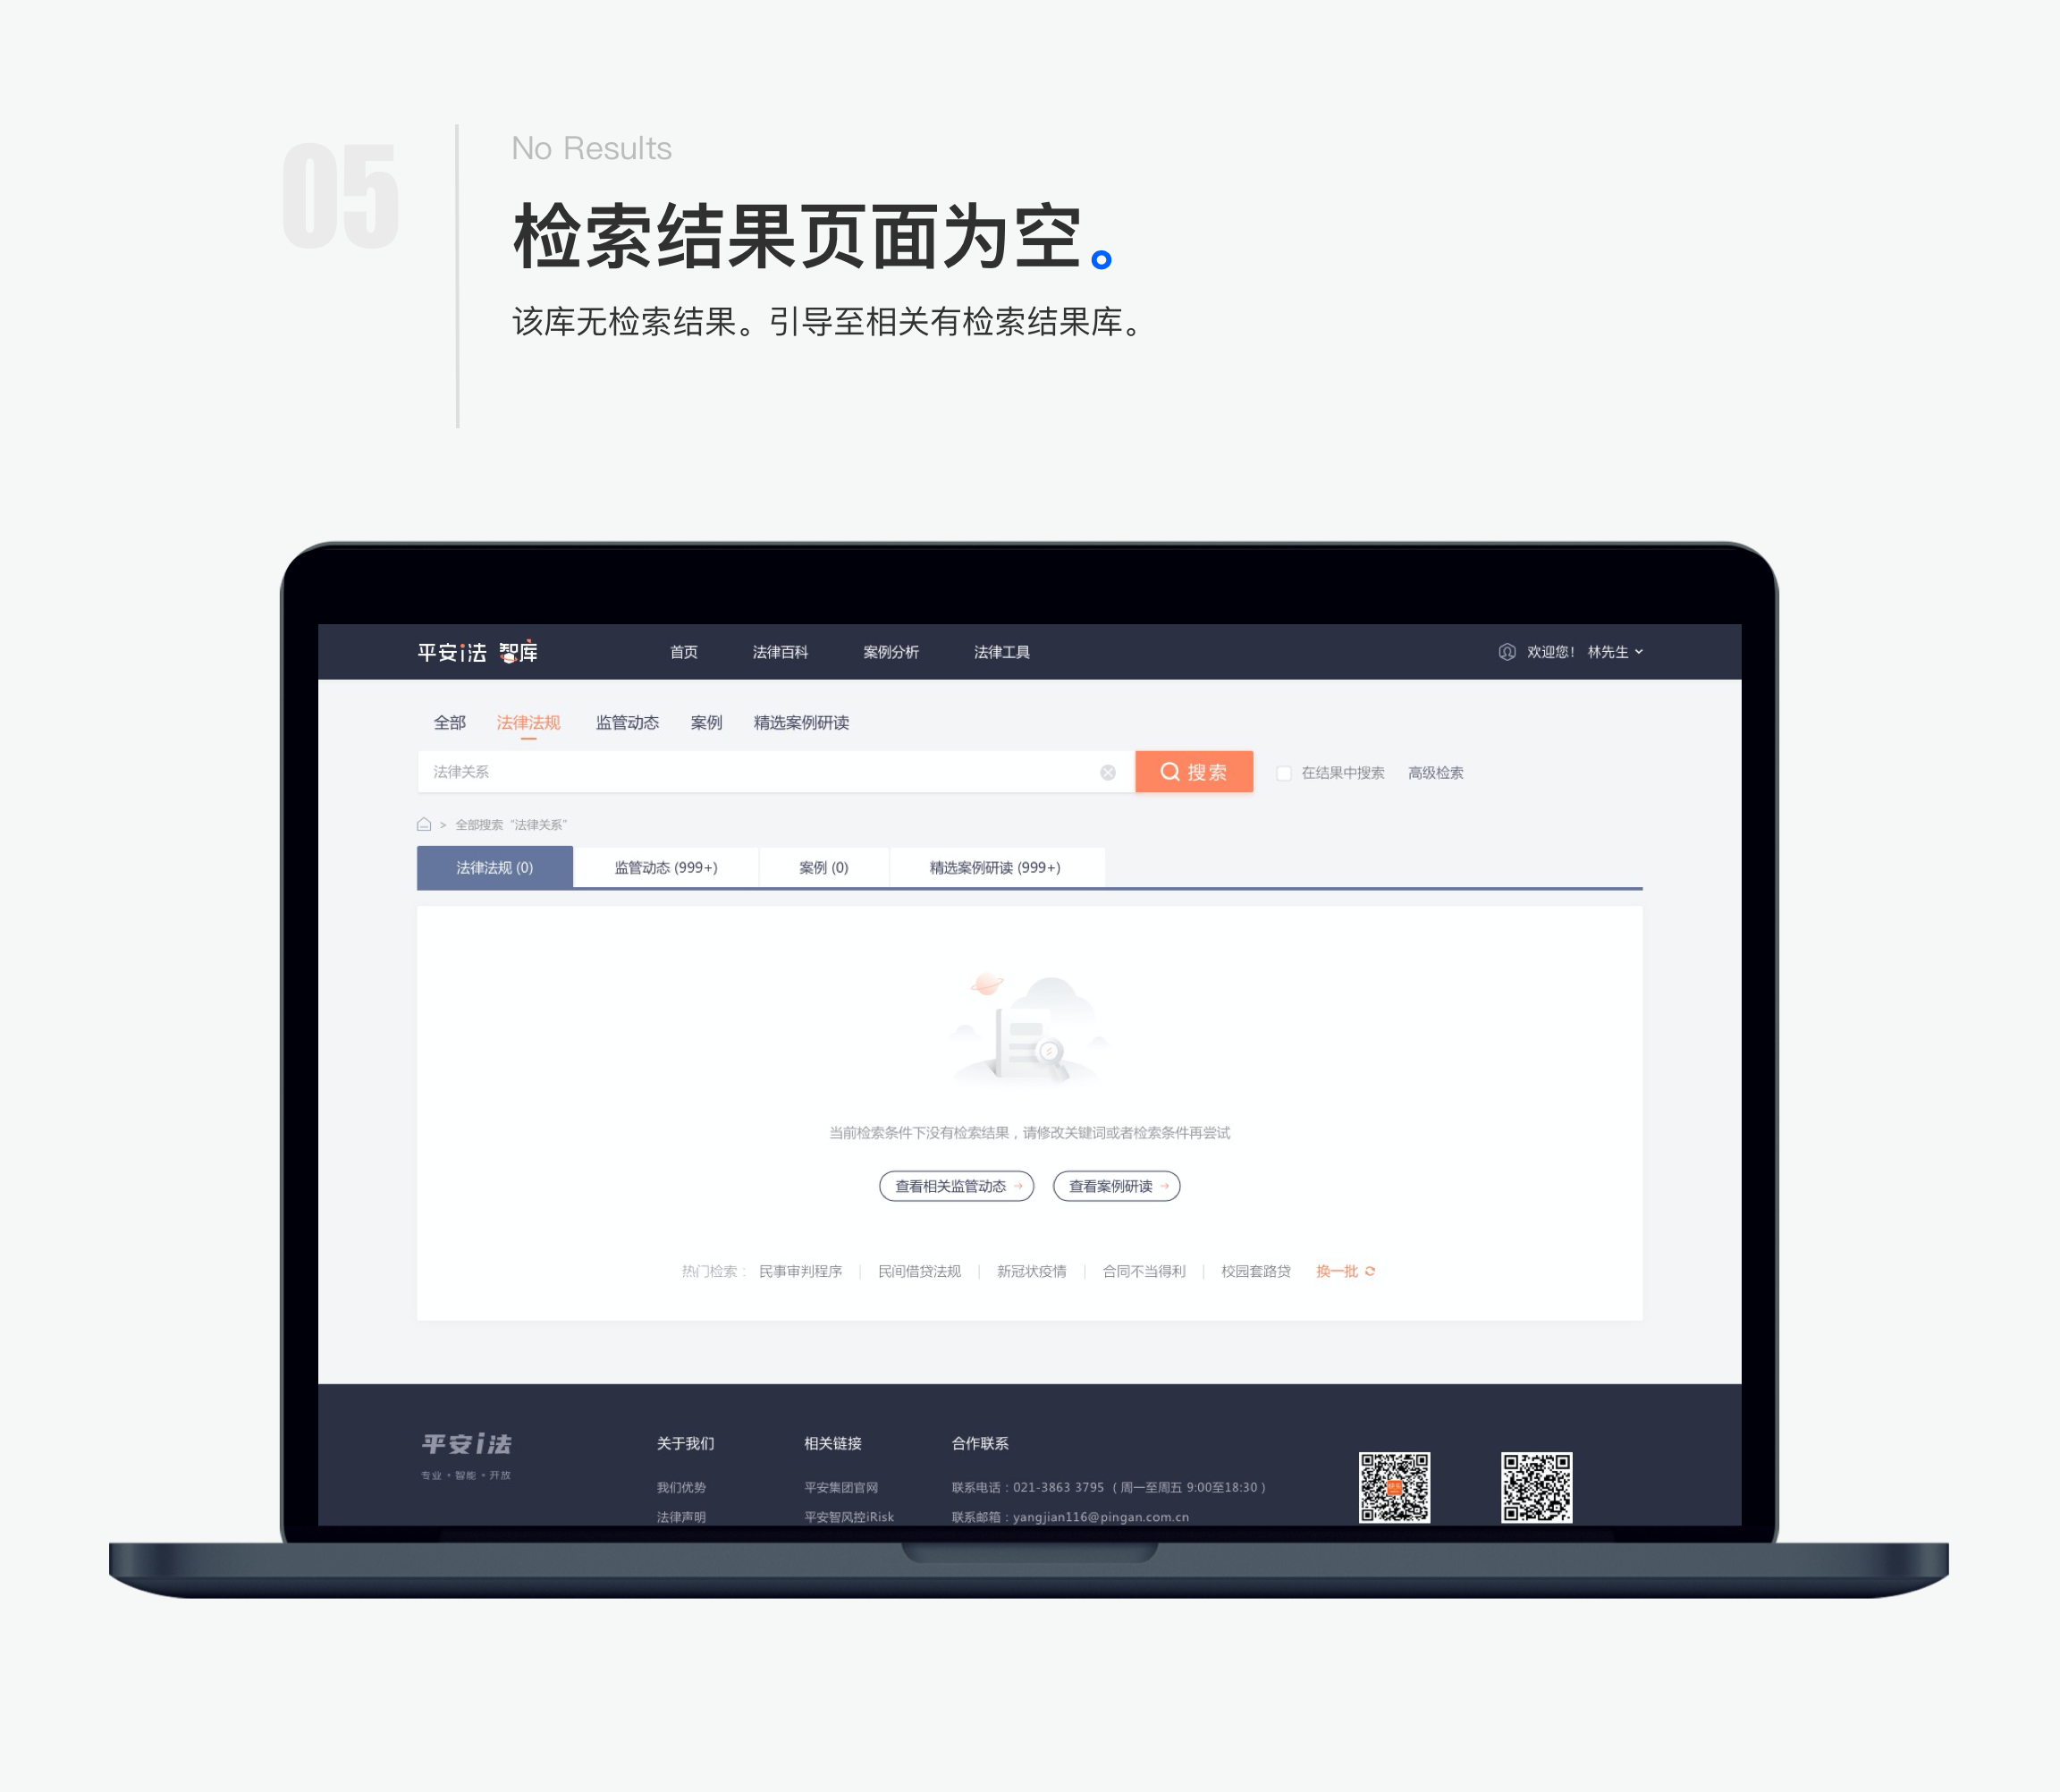 05
No Results
检索结果页面为空。
该库无检索结果。引导至相关有检索结果库。
平安i法 智库 首页 法律百科 案例分析 法律工具 欢迎您！ 林先生
全部 法律法规 监管动态 案例 精选案例研读
法律关系 搜索 在结果中搜索 高级检索
> 全部搜索“法律关系”
法律法规 (0) 监管动态 (999+) 案例 (0) 精选案例研读 (999+)
当前检索条件下没有检索结果，请修改关键词或者检索条件再尝试
查看相关监管动态 → 查看案例研读 →
热门检索： 民事审判程序 | 民间借贷法规 | 新冠状疫情 | 合同不当得利 | 校园套路贷 换一批
平安i法 关于我们 相关链接 合作联系
专业·智能·开放 我们优势 平安集团官网 联系电话：021-3863 3795 （周一至周五 9:00至18:30）
法律声明 平安智风控iRisk 联系邮箱：yangjian116@pingan.com.cn